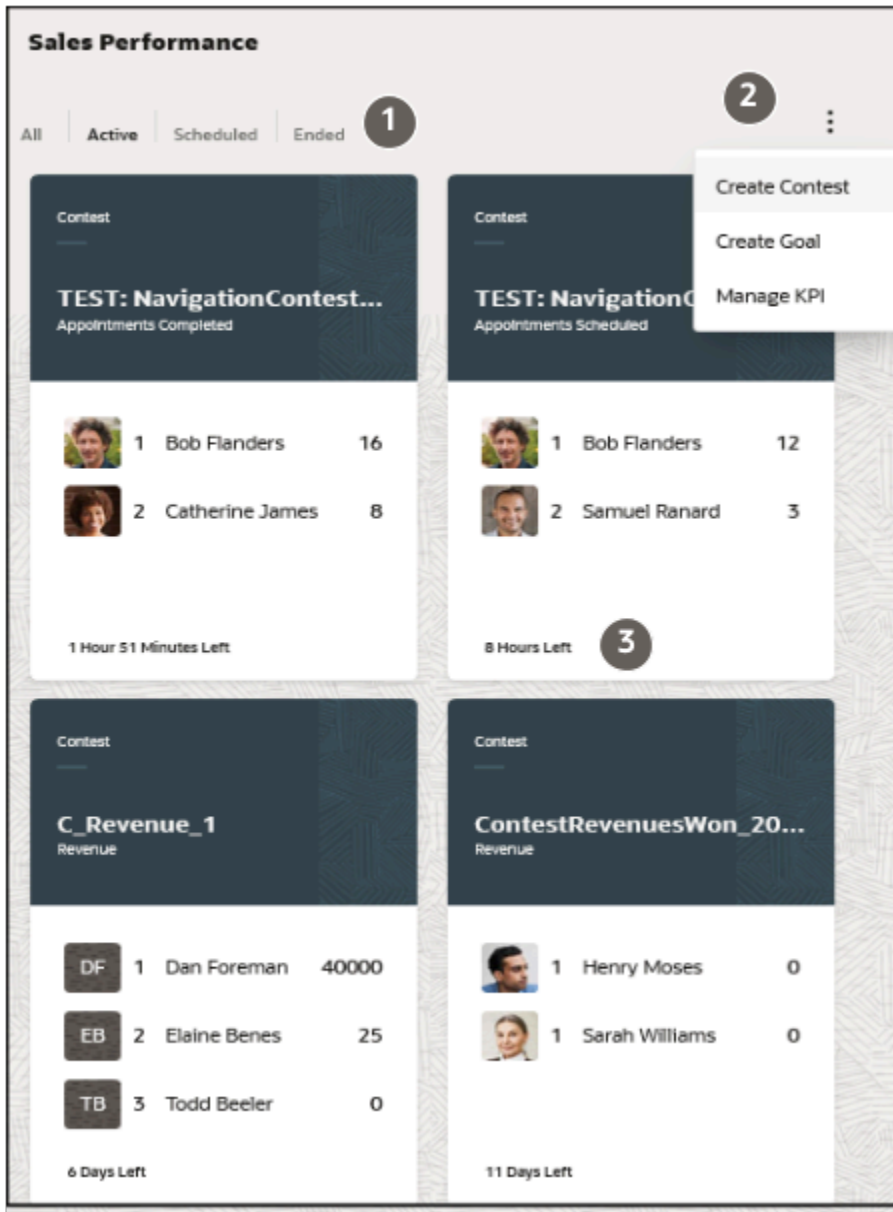 Sales Performance
2
All Active Scheduled Ended 1
Create Contest
Create Goal
Manage KPI
Contest
TEST: NavigationContest...
Appointments Completed
1 Bob Flanders 16
2 Catherine James 8
1 Hour 51 Minutes Left
Contest
TEST: NavigationC
Appointments Scheduled
1 Bob Flanders 12
2 Samuel Ranard 3
8 Hours Left 3
Contest
C_Revenue_1
Revenue
DF 1 Dan Foreman 40000
EB 2 Elaine Benes 25
TB 3 Todd Beeler 0
6 Days Left
Contest
ContestRevenuesWon_20...
Revenue
1 Henry Moses 0
1 Sarah Williams 0
11 Days Left